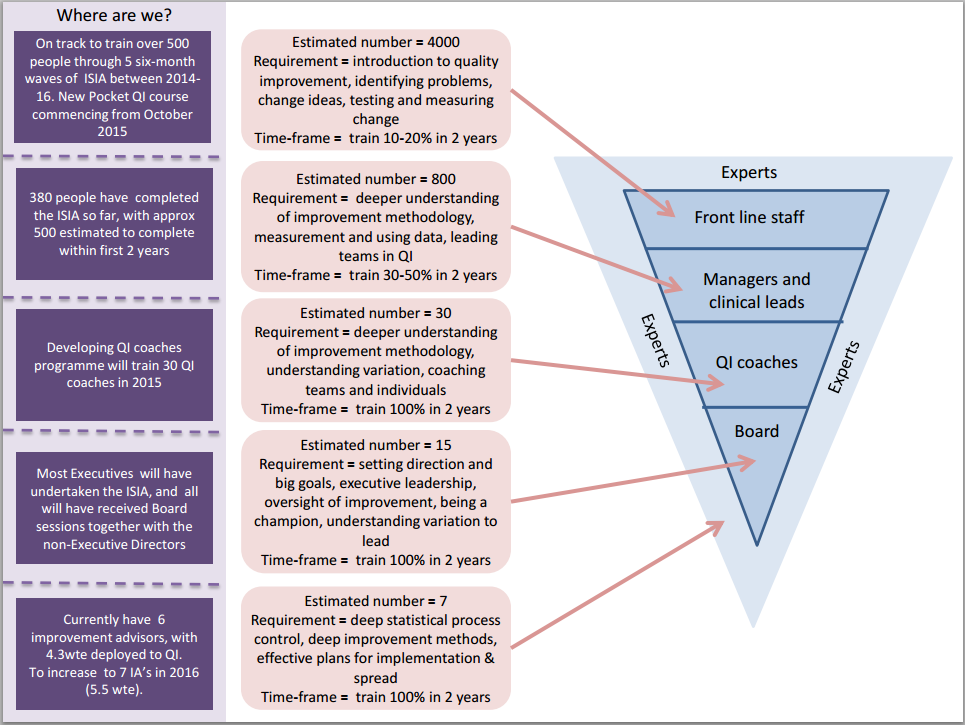 Where are we?
On track to train over 500
people through 5 six-month
waves of ISIA between 2014-
16. New Pocket QI course
commencing from October
2015
380 people have completed
the ISIA so far, with approx
500 estimated to complete
within first 2 years
Developing QI coaches
programme will train 30 QI
coaches in 2015
Most Executives will have
undertaken the ISIA, and all
will have received Board
sessions together with the
non-Executive Directors
Currently have 6
improvement advisors, with
4.3wte deployed to QI.
To increase to 7 IA's in 2016
(5.5 wte).
Estimated number = 4000
Requirement = introduction to quality
improvement, identifying problems,
change ideas, testing and measuring
change
Time-frame = train 10-20% in 2 years
Estimated number = 800
Requirement = deeper understanding
of improvement methodology,
measurement and using data, leading
teams in QI
Time-frame = train 30-50% in 2 years
Estimated number = 30
Requirement = deeper understanding
of improvement methodology,
understanding variation, coaching
teams and individuals
Time-frame = train 100% in 2 years
Estimated number = 15
Requirement = setting direction and
big goals, executive leadership,
oversight of improvement, being a
champion, understanding variation to
lead
Time-frame = train 100% in 2 years
Estimated number = 7
Requirement = deep statistical process
control, deep improvement methods,
effective plans for implementation &
spread
Time-frame = train 100% in 2 years
Experts
Front line staff
Managers and
clinical leads
Experts
QI coaches
Experts
Board